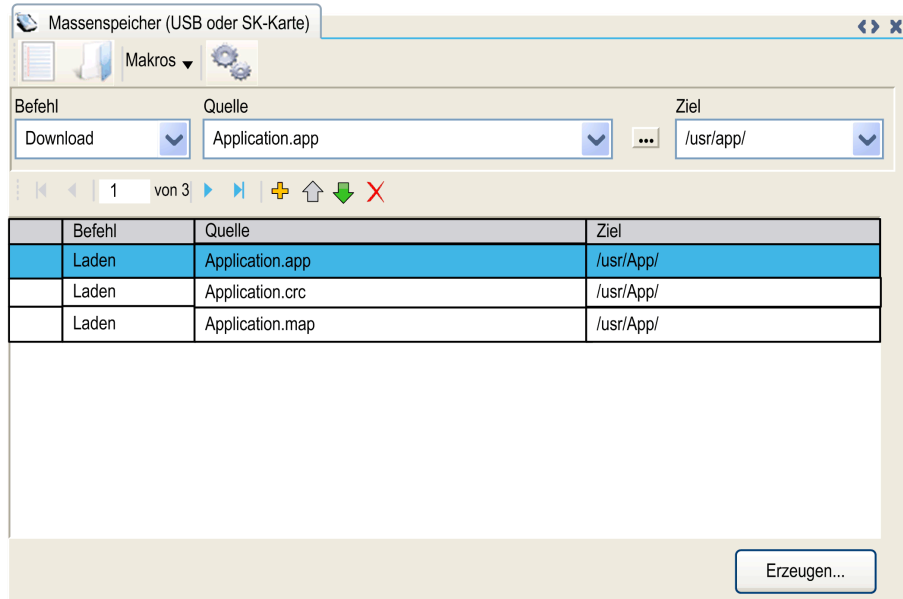 Massenspeicher (USB oder SK-Karte)
Makros
Befehl Quelle Ziel
Download Application.app ... /usr/app/
1 von 3
Befehl Quelle Ziel
Laden Application.app /usr/App/
Laden Application.crc /usr/App/
Laden Application.map /usr/App/
Erzeugen...